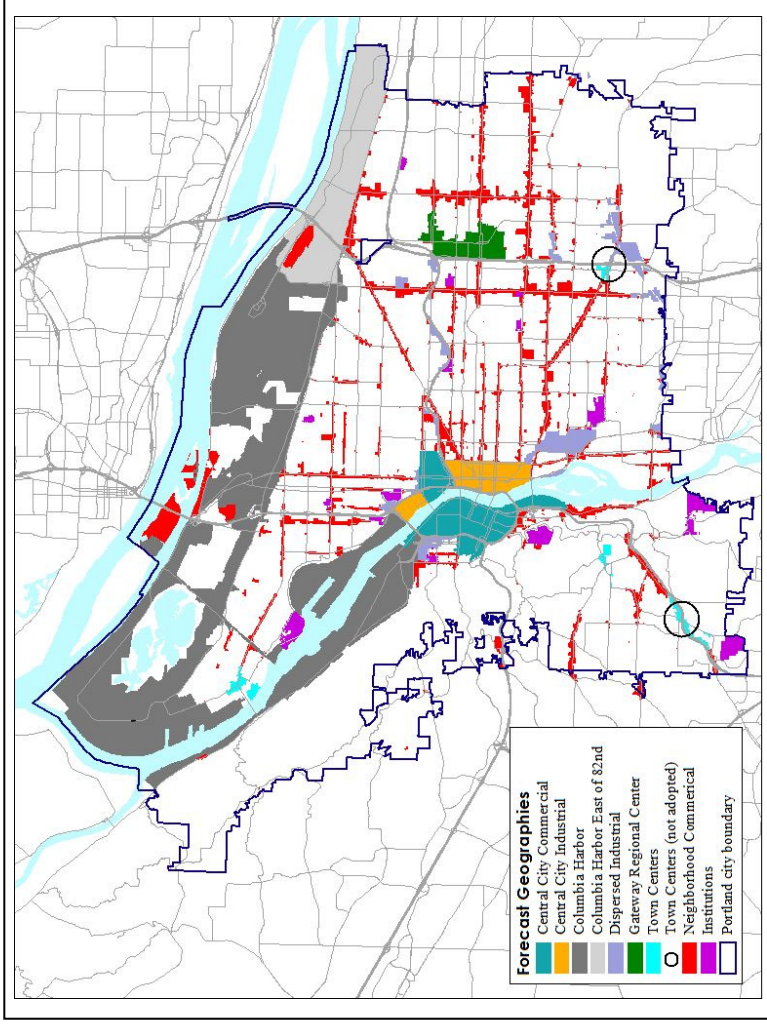 Forecast Geographies
Central City Commercial
Central City Industrial
Columbia Harbor
Columbia Harbor East of 82nd
Dispersed Industrial
Gateway Regional Center
Town Centers
Town Centers (not adopted)
Neighborhood Commerical
Institutions
Portland city boundary